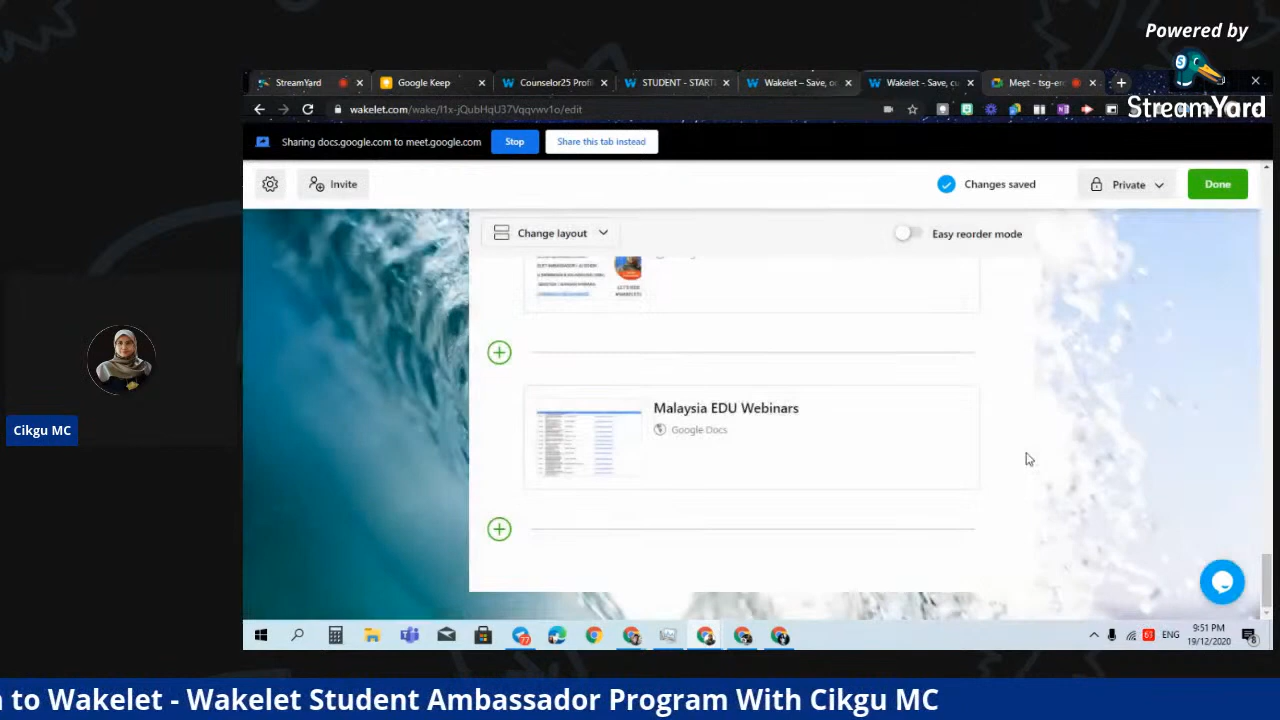 Powered by
StreamYard
StreamYard
Google Keep
Counselor25 Profi
STUDENT - START
Wakelet – Save, o
Wakelet - Save, c
Meet - tsg-en
wakelet.com/wake/l1x-jQubHqU37Vqqvwv1o/edit
Sharing docs.google.com to meet.google.com
Stop
Share this tab instead
Invite
Changes saved
Private
Done
Change layout
Easy reorder mode
Malaysia EDU Webinars
Google Docs
Cikgu MC
ENG
9:51 PM
19/12/2020
n to Wakelet - Wakelet Student Ambassador Program With Cikgu MC